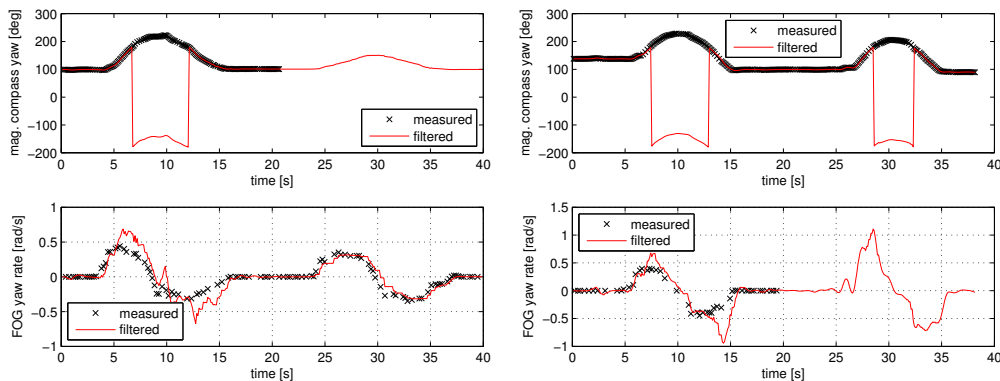 mag. compass yaw [deg]
300
200
100
0
−100
−200
0 5 10 15 20 25 30 35 40
time [s]
measured
filtered
mag. compass yaw [deg]
300
200
100
0
−100
−200
0 5 10 15 20 25 30 35 40
time [s]
measured
filtered
FOG yaw rate [rad/s]
1
0.5
0
−0.5
−1
0 5 10 15 20 25 30 35 40
time [s]
measured
filtered
FOG yaw rate [rad/s]
1
0.5
0
−0.5
−1
0 5 10 15 20 25 30 35 40
time [s]
measured
filtered